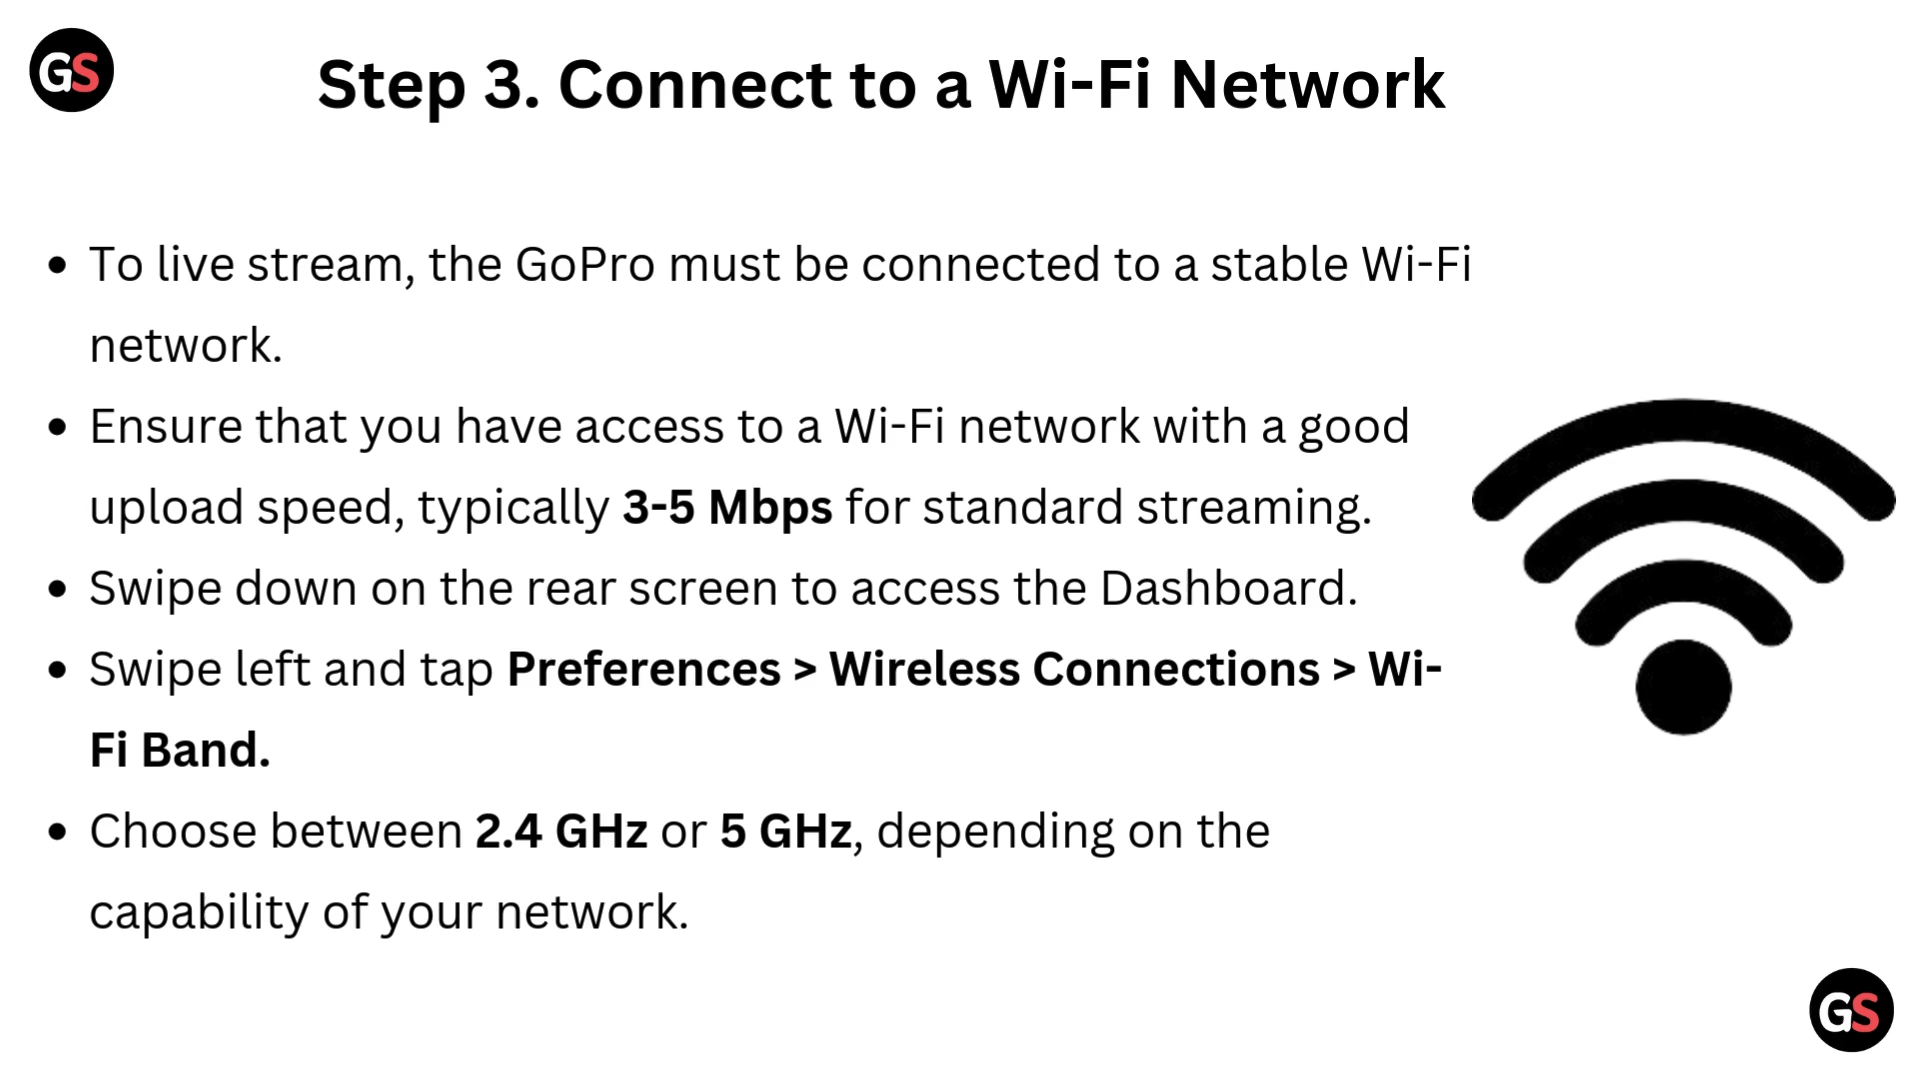 GS
Step 3. Connect to a Wi-Fi Network
• To live stream, the GoPro must be connected to a stable Wi-Fi
network.
• Ensure that you have access to a Wi-Fi network with a good
upload speed, typically 3-5 Mbps for standard streaming.
• Swipe down on the rear screen to access the Dashboard.
• Swipe left and tap Preferences > Wireless Connections > Wi-
Fi Band.
• Choose between 2.4 GHz or 5 GHz, depending on the
capability of your network.
GS